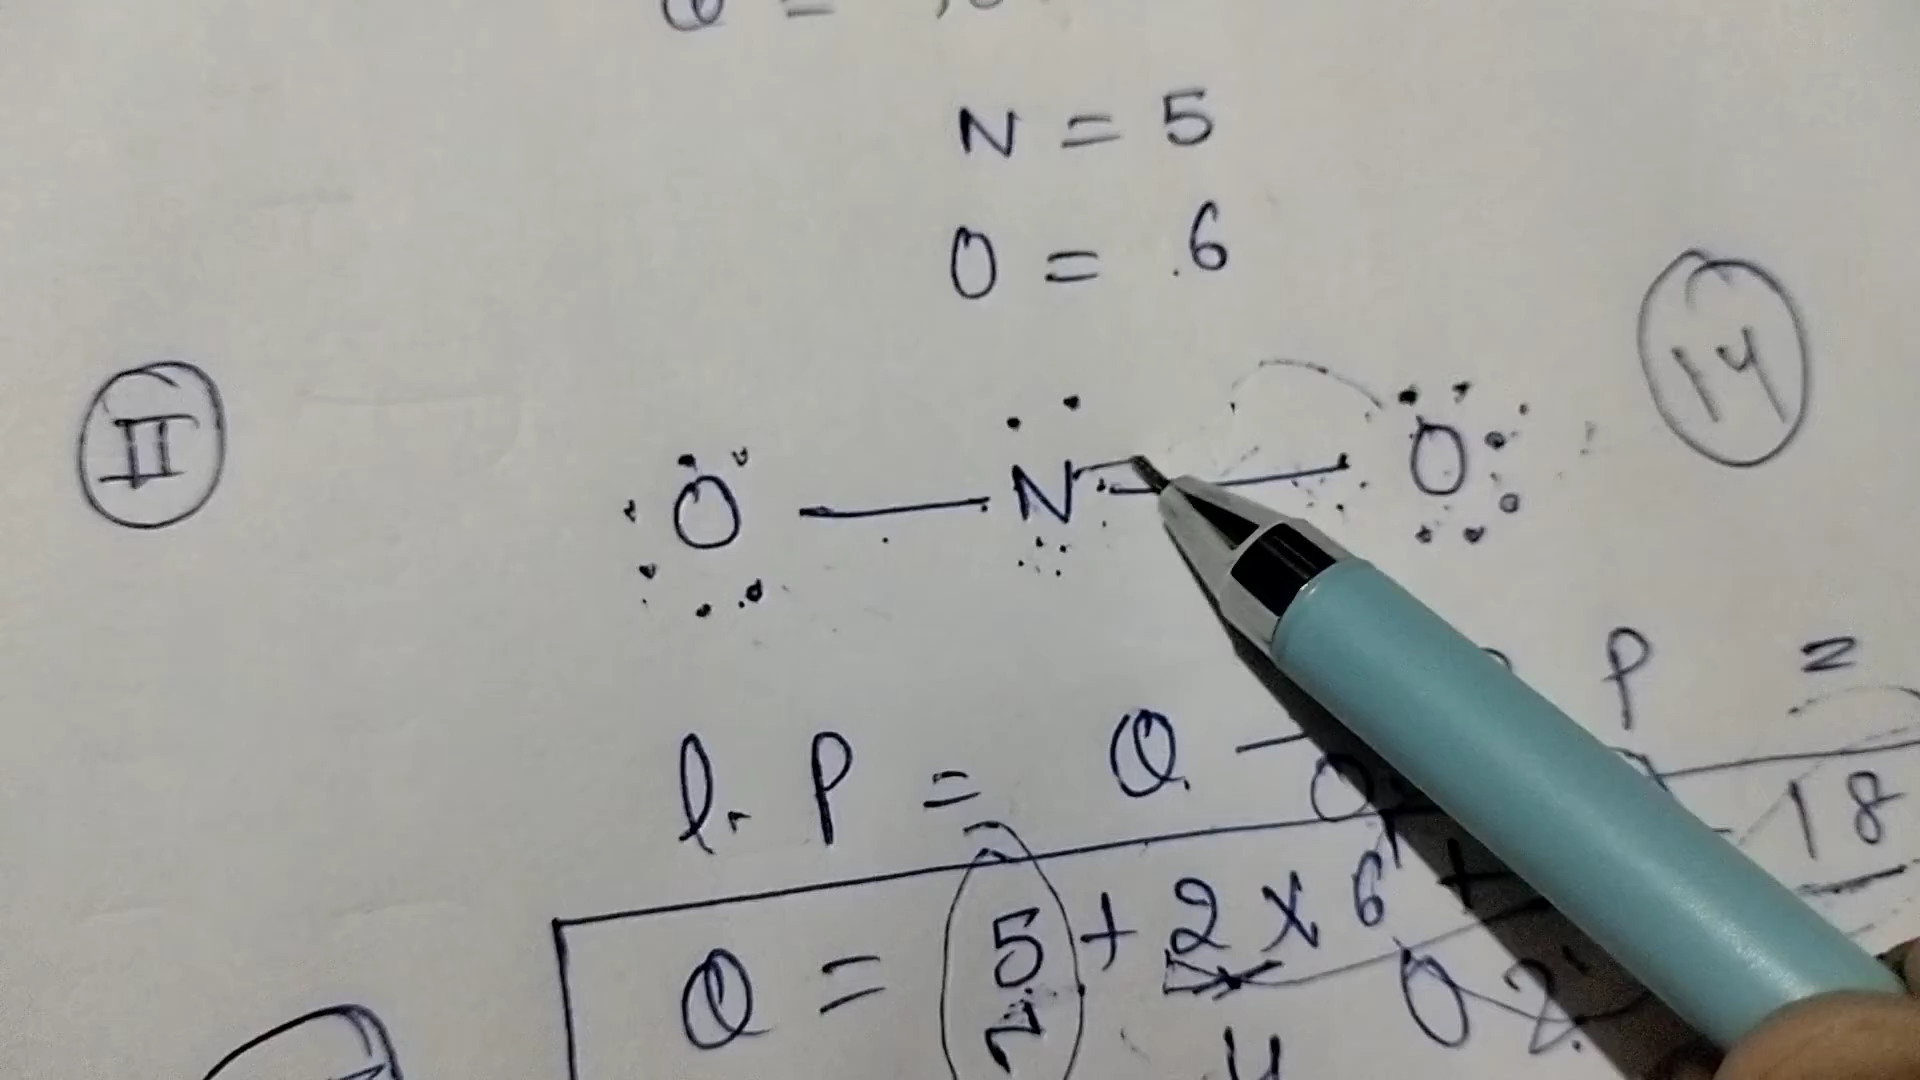 N = 5
O = .6
14
II
O — N — O
P =
l. P = Q —
18
Q = 5 + 2 x 6
N
O